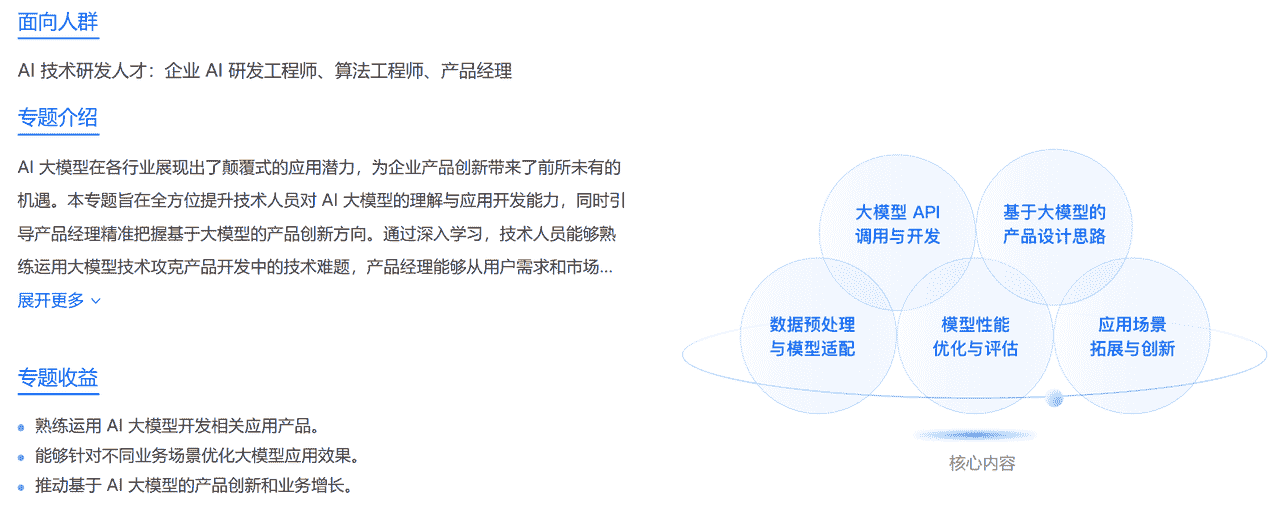 面向人群
AI 技术研发人才：企业 AI 研发工程师、算法工程师、产品经理
专题介绍
AI 大模型在各行业展现出了颠覆式的应用潜力，为企业产品创新带来了前所未有的
机遇。本专题旨在全方位提升技术人员对 AI 大模型的理解与应用开发能力，同时引
导产品经理精准把握基于大模型的产品创新方向。通过深入学习，技术人员能够熟
练运用大模型技术攻克产品开发中的技术难题，产品经理能够从用户需求和市场...
展开更多
专题收益
熟练运用 AI 大模型开发相关应用产品。
能够针对不同业务场景优化大模型应用效果。
推动基于 AI 大模型的产品创新和业务增长。
大模型 API
调用与开发
基于大模型的
产品设计思路
数据预处理
与模型适配
模型性能
优化与评估
应用场景
拓展与创新
核心内容